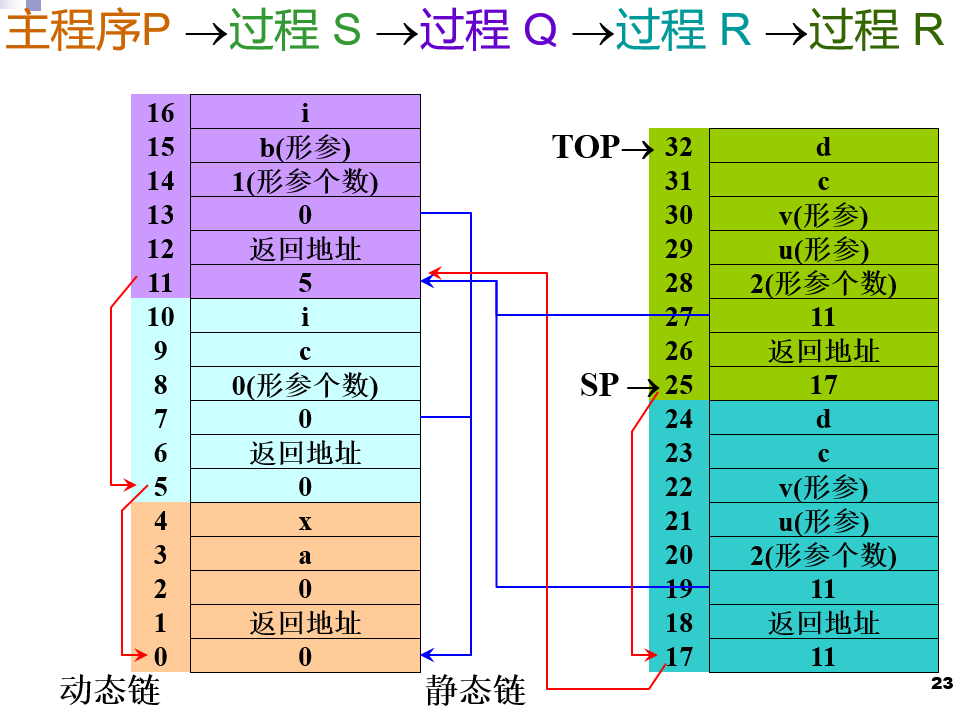 主程序P →过程 S →过程 Q →过程 R →过程 R
16 i
15 b(形参)
14 1(形参个数)
13 0
12 返回地址
11 5
10 i
9 c
8 0(形参个数)
7 0
6 返回地址
5 0
4 x
3 a
2 0
1 返回地址
0 0
动态链
静态链
TOP→ 32 d
31 c
30 v(形参)
29 u(形参)
28 2(形参个数)
27 11
26 返回地址
SP → 25 17
24 d
23 c
22 v(形参)
21 u(形参)
20 2(形参个数)
19 11
18 返回地址
17 11
23